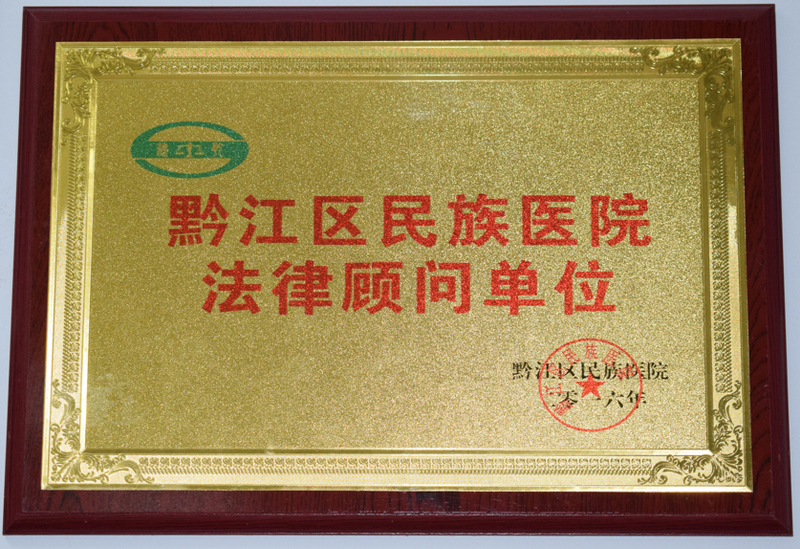 黔江区民族医院
法律顾问单位
黔江区民族医院
二零一六年